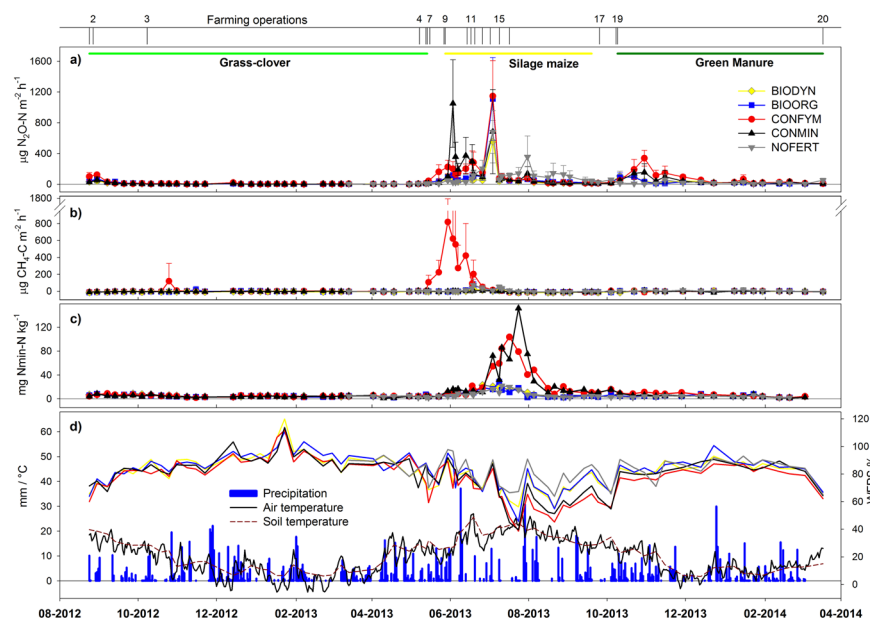 2 3 Farming operations 4 7 9 11 15 17 19 20
a)
Grass-clover Silage maize Green Manure
1600
1200
800
400
0
µg N₂O-N m⁻² h⁻¹
BIODYN
BIOORG
CONFYM
CONMIN
NOFERT
b)
1800
800
600
400
200
0
µg CH₄-C m⁻² h⁻¹
c)
120
80
40
0
mg Nmin-N kg⁻¹
d)
60
50
40
30
20
10
0
mm / °C
120
100
80
60
40
20
0
WFPS %
Precipitation
Air temperature
Soil temperature
08-2012 10-2012 12-2012 02-2013 04-2013 06-2013 08-2013 10-2013 12-2013 02-2014 04-2014